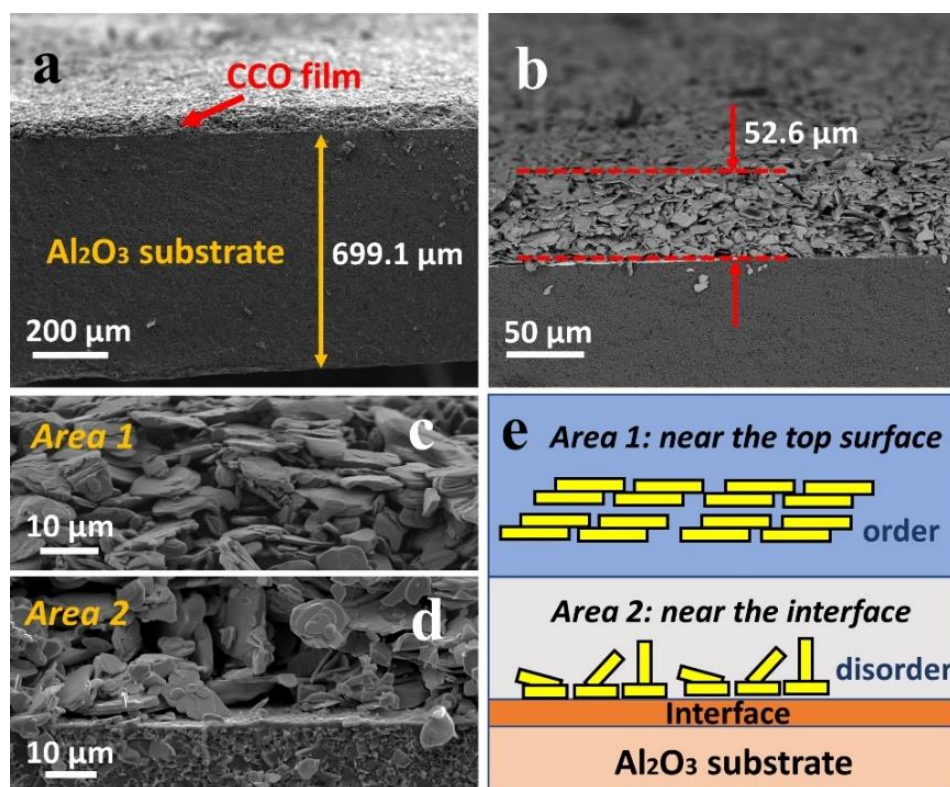 a
CCO film
Al₂O₃ substrate
699.1 µm
200 µm
b
52.6 µm
50 µm
Area 1
c
10 µm
Area 2
d
10 µm
e
Area 1: near the top surface
order
Area 2: near the interface
disorder
Interface
Al₂O₃ substrate